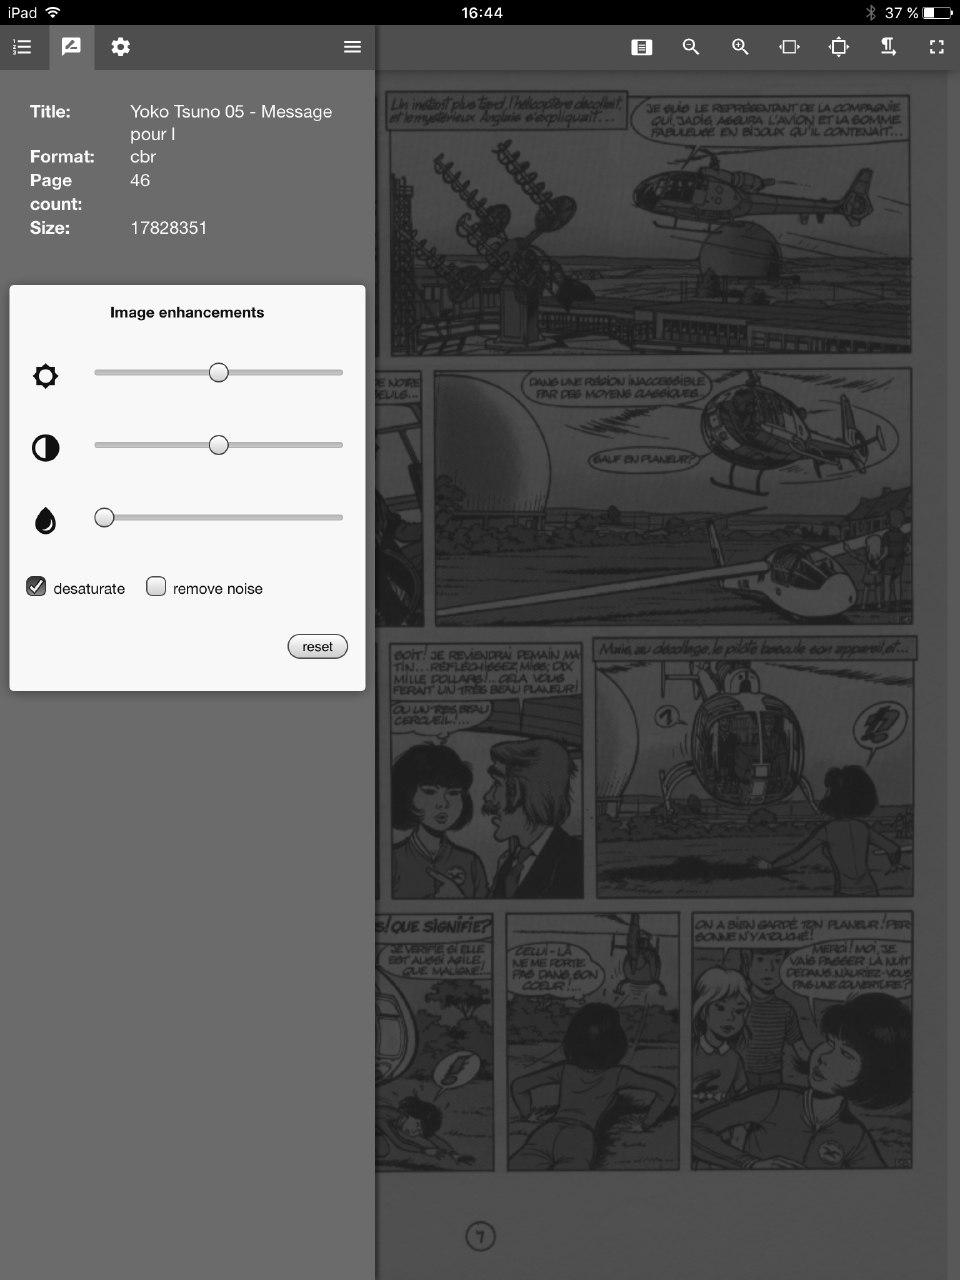 iPad
16:44
37 %
Title: Yoko Tsuno 05 - Message
pour l
Format: cbr
Page 46
count:
Size: 17828351
Image enhancements
desaturate
remove noise
reset
Un instant plus tard, l'hélicoptère décollait,
et le mystérieux Anglais s'expliquait...
JE SUIS LE REPRÉSENTANT DE LA COMPAGNIE
QUI, JADIS, ASSURA L'AVION ET LA SOMME
FABULEUSE EN BIJOUX QU'IL CONTENAIT...
E NOIRE
EULS...
DANS UNE RÉGION INACCESSIBLE
PAR DES MOYENS CLASSIQUES...
SAUF EN PLANEUR?
SOIT! JE REVIENDRAI DEMAIN MA-
TIN... RÉFLÉCHISSEZ, MISS; DIX
MILLE DOLLARS!... CELA VOUS
FERAIT UN TRÈS BEAU PLANEUR!
OU UN TRÈS BEAU
CERCUEIL!...
Mais, au décollage, le pilote bascule son appareil, et...
?
!!
S! QUE SIGNIFIE?
JE VÉRIFIE SI ELLE
EST AUSSI AGILE
QUE MALIGNE!
!
CELUI-LÀ
NE ME PORTE
PAS DANS SON
COEUR!...
ON A BIEN GARDÉ TON PLANEUR! PER-
SONNE N'Y A TOUCHÉ!
MERCI! MOI, JE
VAIS PASSER LA NUIT
DEDANS. N'AURIEZ-VOUS
PAS UNE COUVERTURE?
7